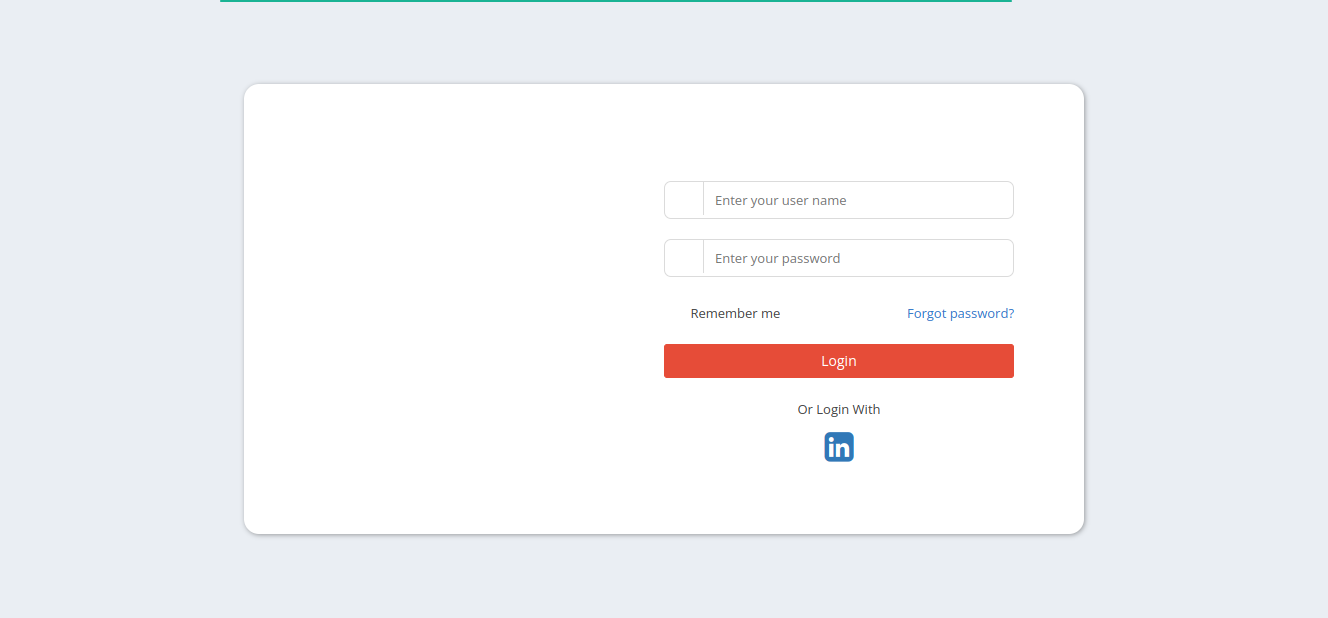 Enter your user name
Enter your password
Remember me Forgot password?
Login
Or Login With
in